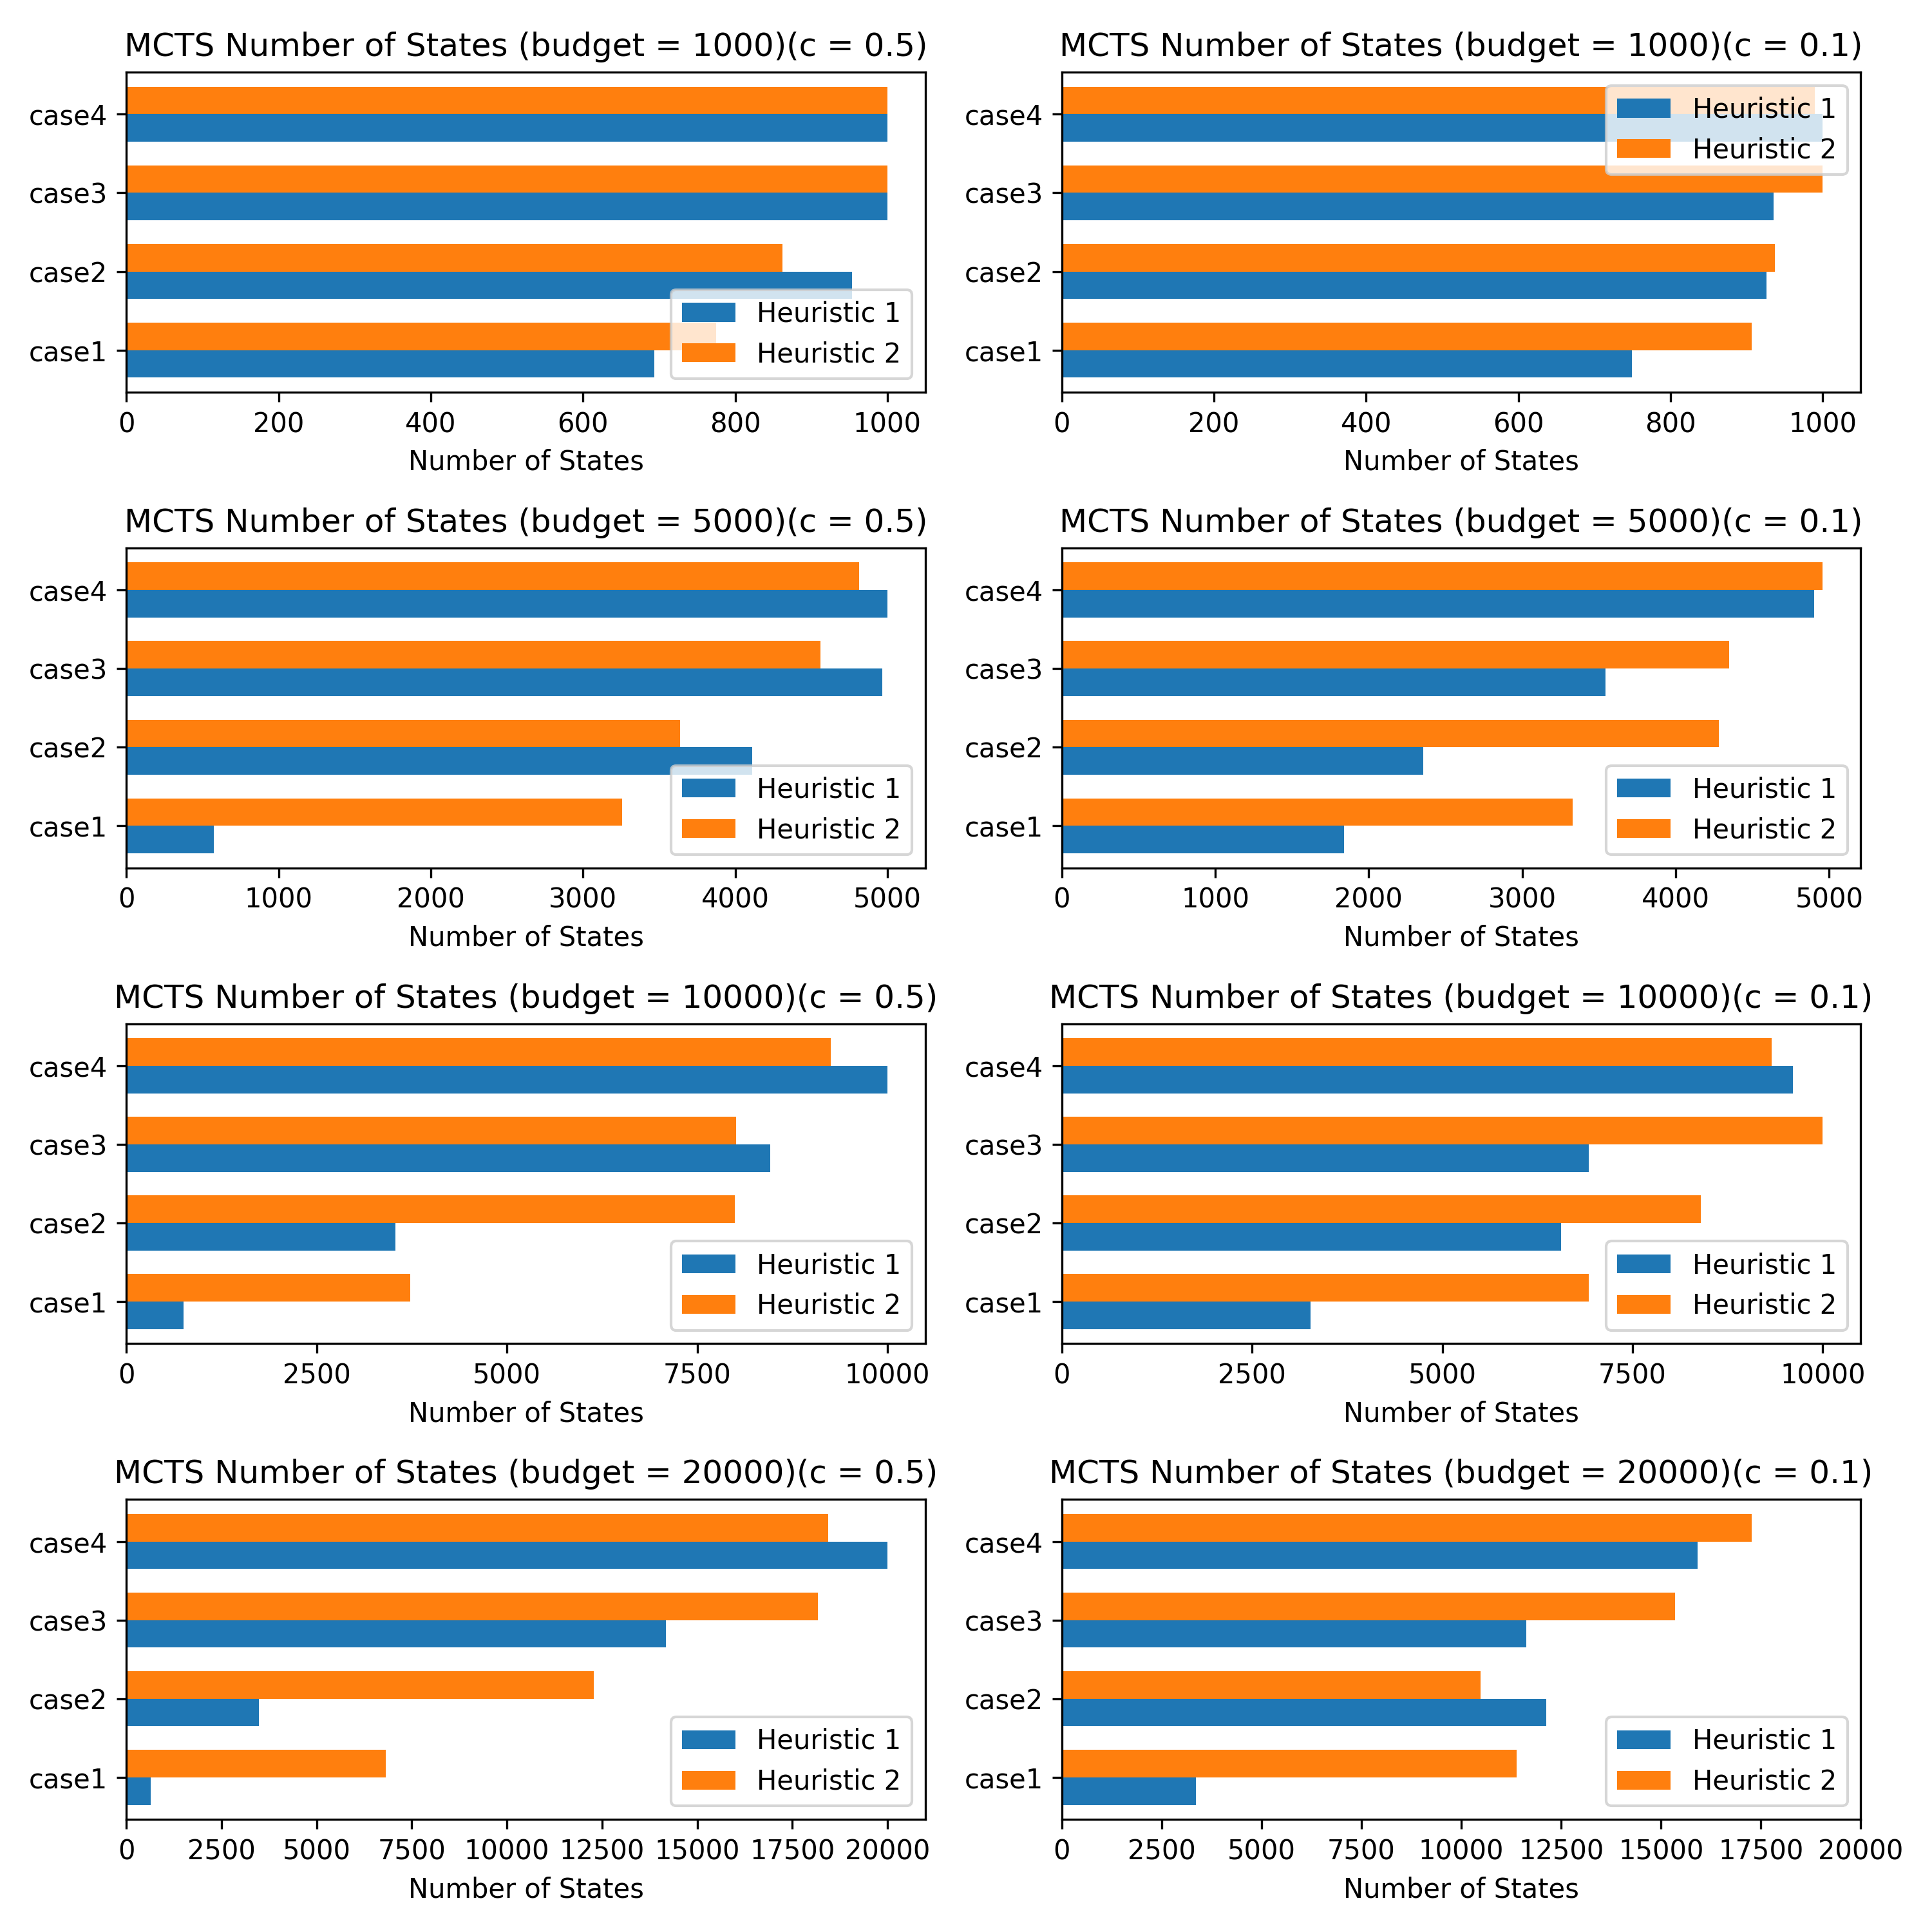 MCTS Number of States (budget = 1000)(c = 0.5)
case4
case3
case2
case1
Heuristic 1
Heuristic 2
0 200 400 600 800 1000
Number of States
MCTS Number of States (budget = 1000)(c = 0.1)
case4
case3
case2
case1
Heuristic 1
Heuristic 2
0 200 400 600 800 1000
Number of States
MCTS Number of States (budget = 5000)(c = 0.5)
case4
case3
case2
case1
Heuristic 1
Heuristic 2
0 1000 2000 3000 4000 5000
Number of States
MCTS Number of States (budget = 5000)(c = 0.1)
case4
case3
case2
case1
Heuristic 1
Heuristic 2
0 1000 2000 3000 4000 5000
Number of States
MCTS Number of States (budget = 10000)(c = 0.5)
case4
case3
case2
case1
Heuristic 1
Heuristic 2
0 2500 5000 7500 10000
Number of States
MCTS Number of States (budget = 10000)(c = 0.1)
case4
case3
case2
case1
Heuristic 1
Heuristic 2
0 2500 5000 7500 10000
Number of States
MCTS Number of States (budget = 20000)(c = 0.5)
case4
case3
case2
case1
Heuristic 1
Heuristic 2
0 2500 5000 7500 10000 12500 15000 17500 20000
Number of States
MCTS Number of States (budget = 20000)(c = 0.1)
case4
case3
case2
case1
Heuristic 1
Heuristic 2
0 2500 5000 7500 10000 12500 15000 17500 20000
Number of States